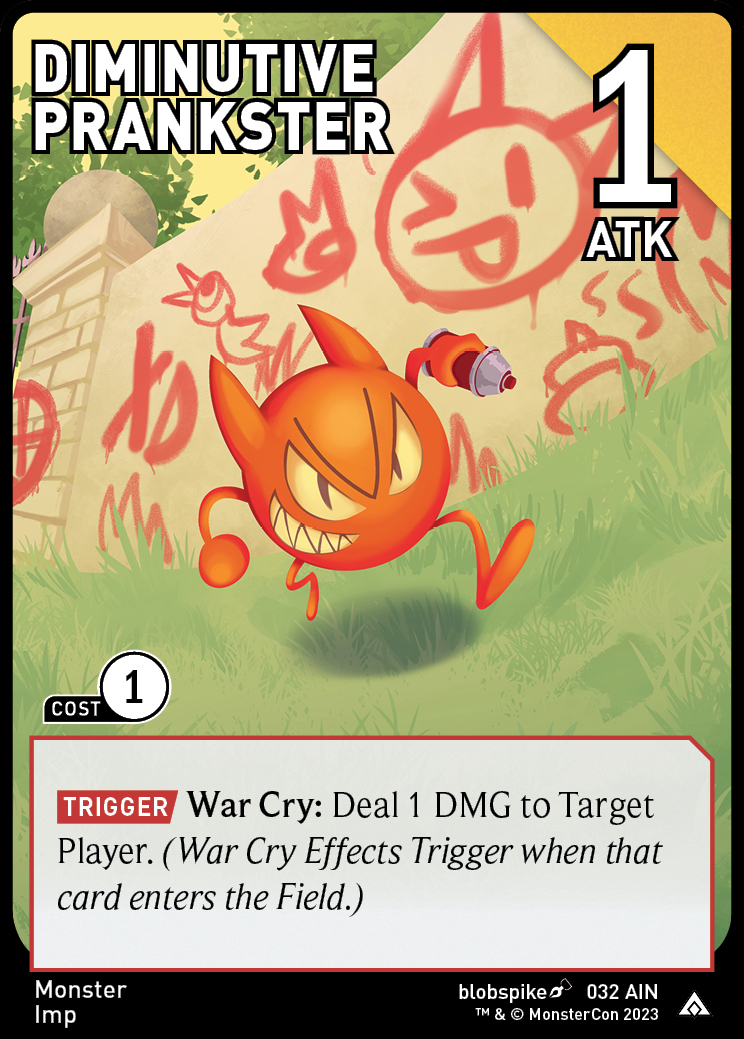 DIMINUTIVE
PRANKSTER
1
ATK
COST 1
TRIGGER War Cry: Deal 1 DMG to Target
Player. (War Cry Effects Trigger when that
card enters the Field.)
Monster
Imp
blobspike 032 AIN
™ & © MonsterCon 2023